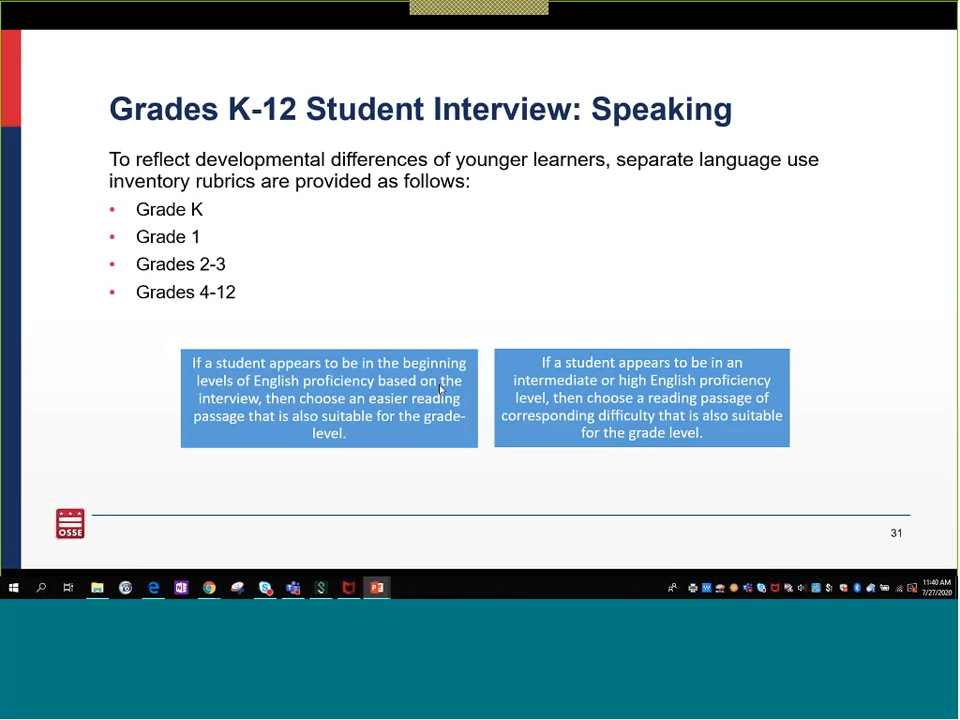 Grades K-12 Student Interview: Speaking
To reflect developmental differences of younger learners, separate language use
inventory rubrics are provided as follows:
• Grade K
• Grade 1
• Grades 2-3
• Grades 4-12
If a student appears to be in the beginning
levels of English proficiency based on the
interview, then choose an easier reading
passage that is also suitable for the grade-
level.
If a student appears to be in an
intermediate or high English proficiency
level, then choose a reading passage of
corresponding difficulty that is also suitable
for the grade level.
OSSE
31
11:40 AM
7/27/2020